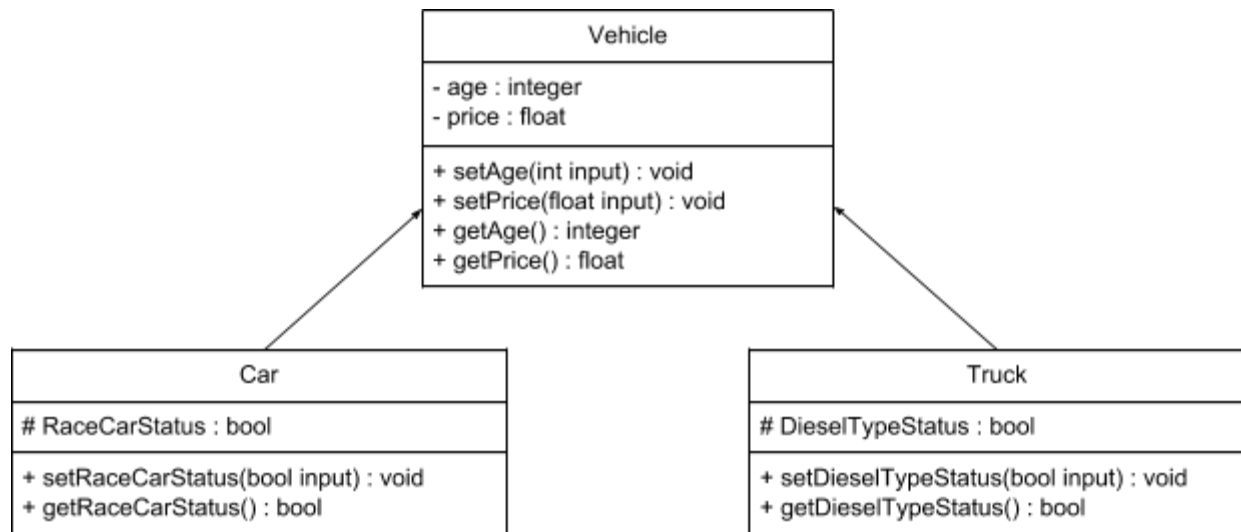 Vehicle
- age : integer
- price : float
+ setAge(int input) : void
+ setPrice(float input) : void
+ getAge() : integer
+ getPrice() : float
Car
# RaceCarStatus : bool
+ setRaceCarStatus(bool input) : void
+ getRaceCarStatus() : bool
Truck
# DieselTypeStatus : bool
+ setDieselTypeStatus(bool input) : void
+ getDieselTypeStatus() : bool